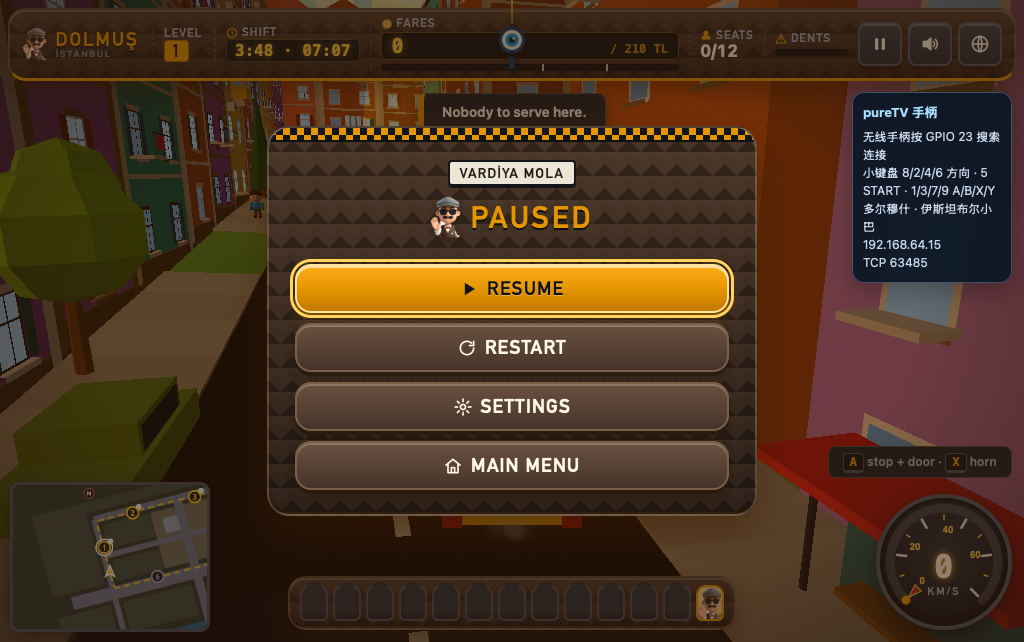 DOLMUŞ
İSTANBUL
LEVEL
1
SHIFT
3:48 · 07:07
FARES
0
/ 210 TL
SEATS
0/12
DENTS
Nobody to serve here.
pureTV 手柄
无线手柄按 GPIO 23 搜索
连接
小键盘 8/2/4/6 方向 · 5
START · 1/3/7/9 A/B/X/Y
多尔穆什 · 伊斯坦布尔小
巴
192.168.64.15
TCP 63485
VARDİYA MOLA
PAUSED
RESUME
RESTART
SETTINGS
MAIN MENU
A stop + door · X horn
N
3
2
1
6
40
20
60
0
0
KM/S